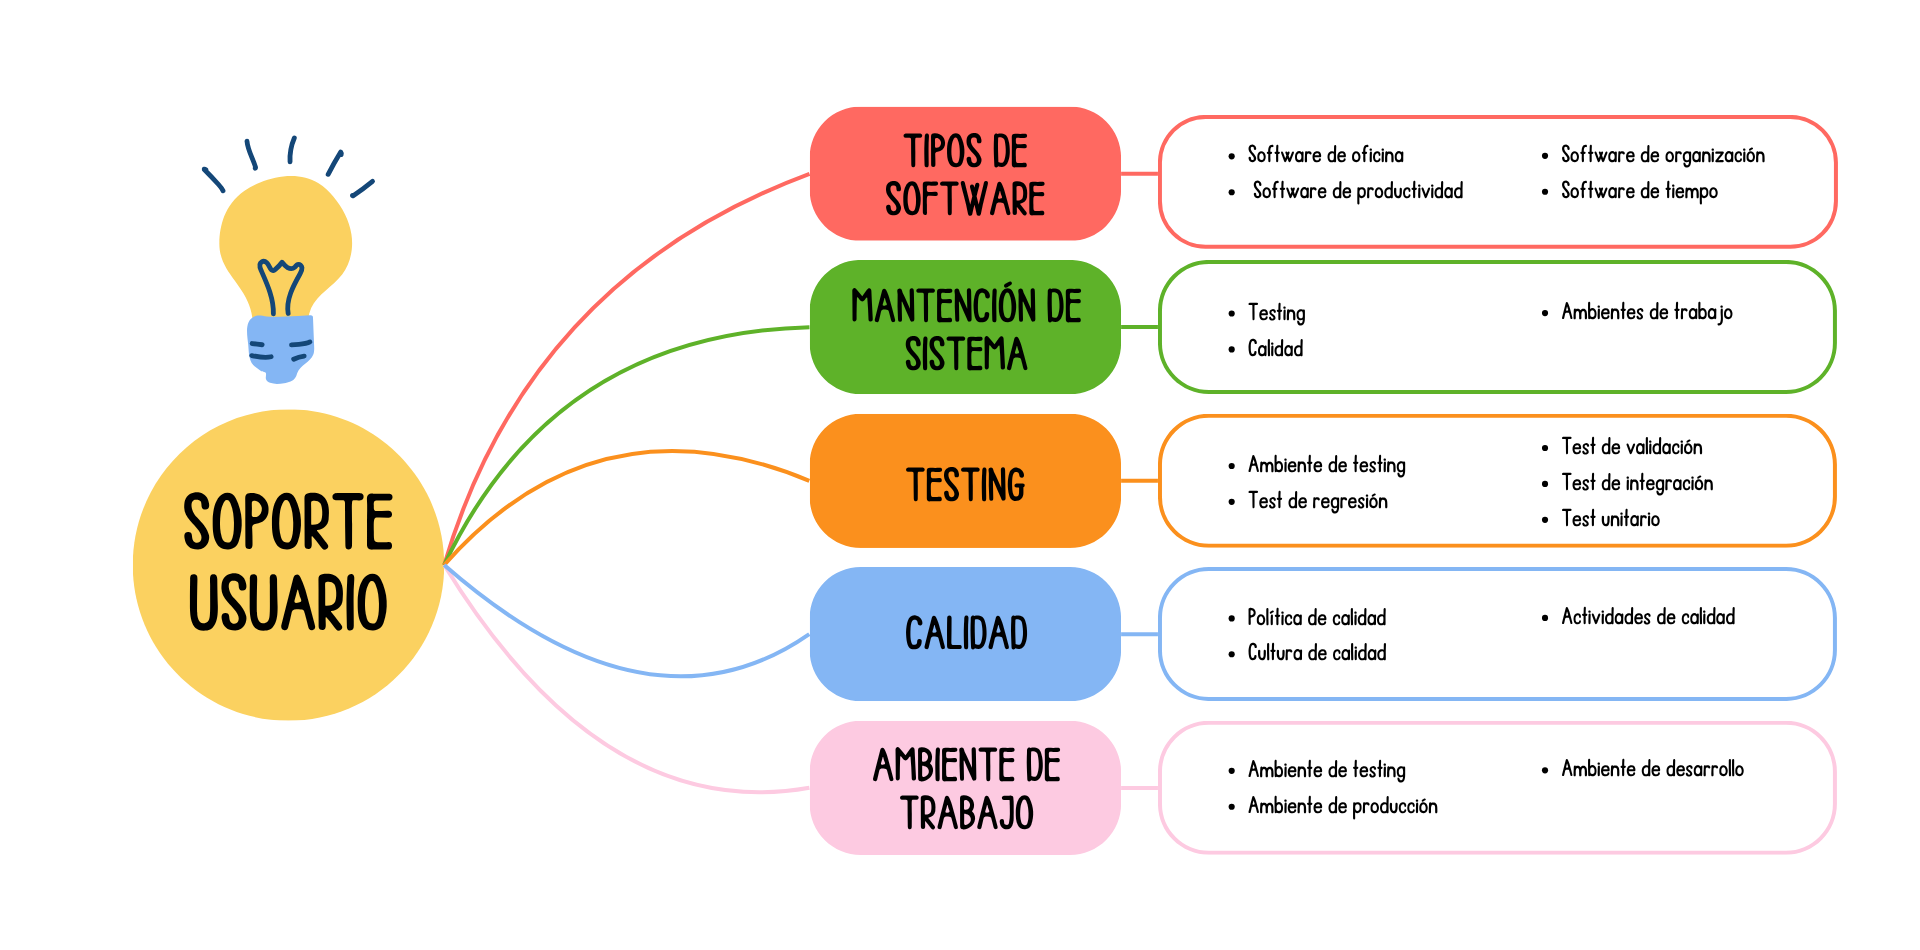 SOPORTE
USUARIO
TIPOS DE
SOFTWARE
• Software de oficina
• Software de productividad
• Software de organización
• Software de tiempo
MANTENCIÓN DE
SISTEMA
• Testing
• Calidad
• Ambientes de trabajo
TESTING
• Ambiente de testing
• Test de regresión
• Test de validación
• Test de integración
• Test unitario
CALIDAD
• Política de calidad
• Cultura de calidad
• Actividades de calidad
AMBIENTE DE
TRABAJO
• Ambiente de testing
• Ambiente de producción
• Ambiente de desarrollo